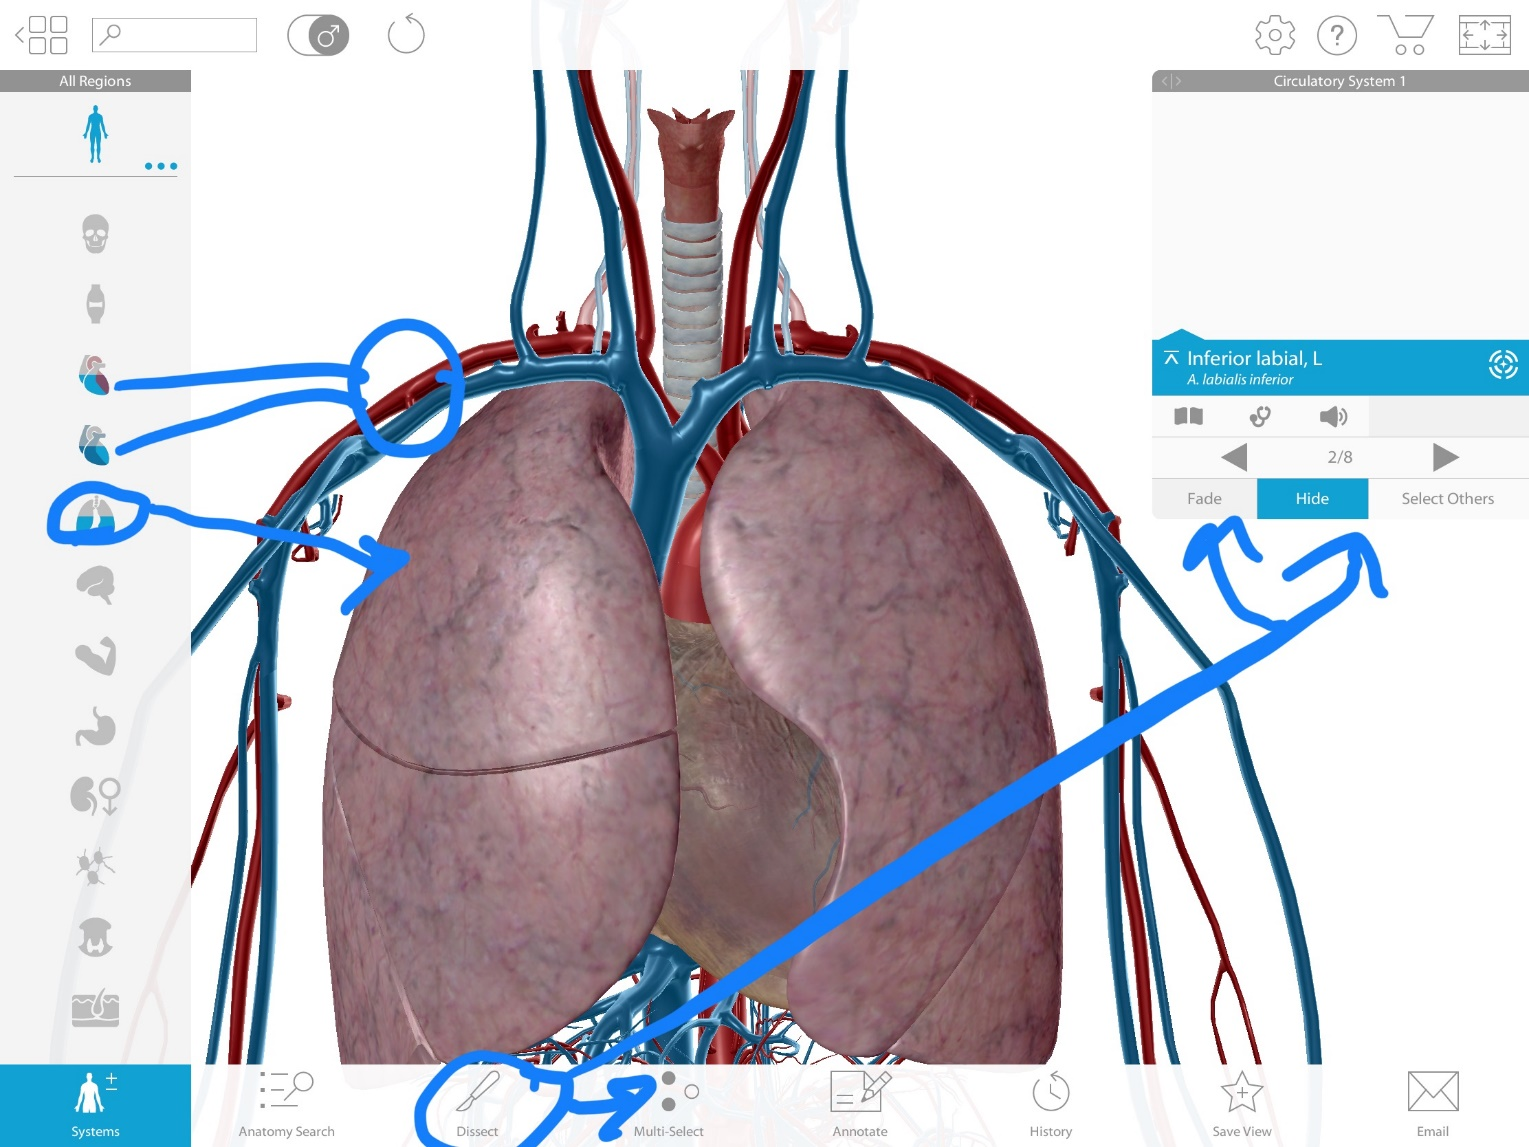 All Regions
Circulatory System 1
Inferior labial, L
A. labialis inferior
2/8
Fade
Hide
Select Others
Systems
Anatomy Search
Dissect
Multi-Select
Annotate
History
Save View
Email